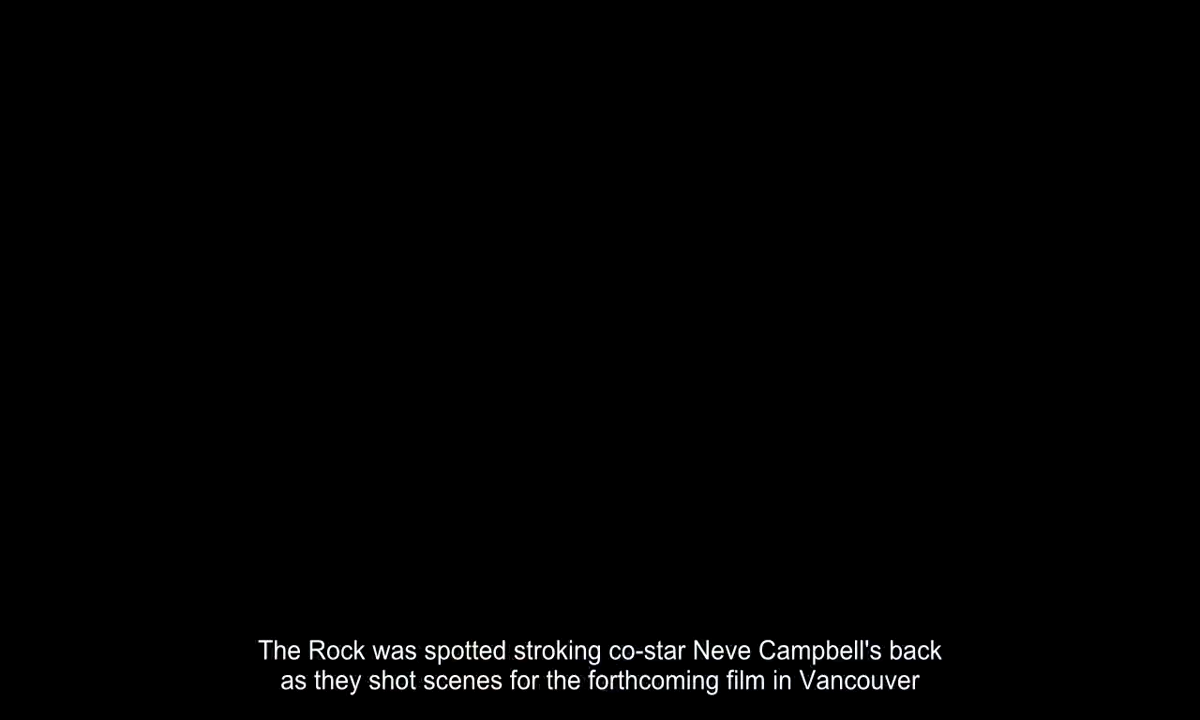 The Rock was spotted stroking co-star Neve Campbell's back
as they shot scenes for the forthcoming film in Vancouver